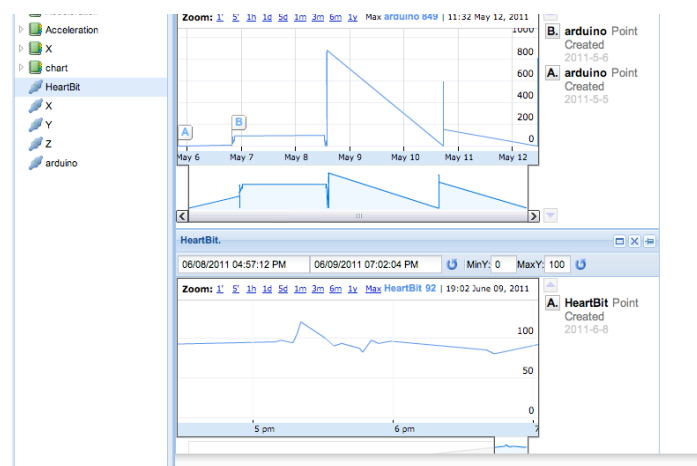 Acceleration
X
chart
HeartBit
X
Y
Z
arduino
Zoom: 1' 5' 1h 1d 5d 1m 3m 6m 1y Max arduino 849 | 11:32 May 12, 2011
1000
800
600
400
200
0
A
B
May 6 May 7 May 8 May 9 May 10 May 11 May 12
B. arduino Point
Created
2011-5-6
A. arduino Point
Created
2011-5-5
HeartBit.
06/08/2011 04:57:12 PM 06/09/2011 07:02:04 PM MinY: 0 MaxY: 100
Zoom: 1' 5' 1h 1d 5d 1m 3m 6m 1y Max HeartBit 92 | 19:02 June 09, 2011
100
50
0
5 pm 6 pm 7
A. HeartBit Point
Created
2011-6-8